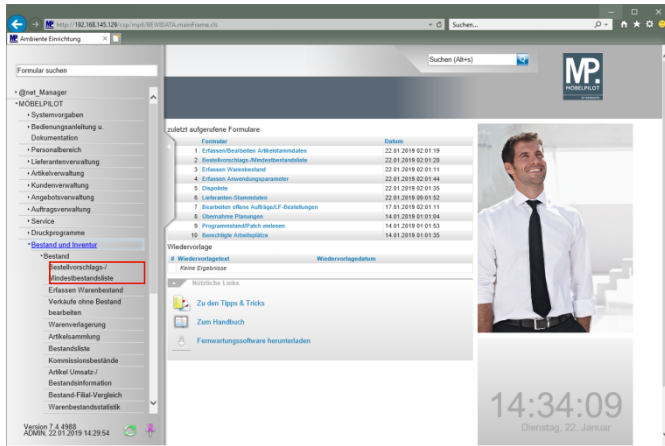 http://192.168.145.129/csp/mpll/BEWIDATA.mainFrame.cls
Suchen...
Ambiente Einrichtung
Formular suchen
Suchen (Alt+s)
MP.
MÖBELPILOT
@net_Manager
MÖBELPILOT
Systemvorgaben
Bedienungsanleitung u.
Dokumentation
Personalbereich
Lieferantenverwaltung
Artikelverwaltung
Kundenverwaltung
Angebotsverwaltung
Auftragsverwaltung
Service
Druckprogramme
Bestand und Inventur
Bestand
Bestellvorschlags-/
Mindestbestandsliste
Erfassen Warenbestand
Verkäufe ohne Bestand
bearbeiten
Warenverlagerung
Artikelsammlung
Bestandsliste
Kommissionsbestände
Artikel Umsatz-/
Bestandsinformation
Bestand-Filial-Vergleich
Warenbestandsstatistik
Version 7.4.4988
ADMIN, 22.01.2019 14:29:54
zuletzt aufgerufene Formulare
Formular Datum
1 Erfassen/Bearbeiten Artikelstammdaten 22.01.2019 02:01:19
2 Bestellvorschlags-/Mindestbestandsliste 22.01.2019 02:01:20
3 Erfassen Warenbestand 22.01.2019 02:01:11
4 Erfassen Anwendungsparameter 22.01.2019 02:01:44
5 Dispoliste 22.01.2019 02:01:35
6 Lieferanten-Stammdaten 22.01.2019 09:01:52
7 Bearbeiten offene Aufträge/LF-Bestellungen 17.01.2019 02:01:11
8 Übernahme Planungen 14.01.2019 01:01:04
9 Programmstand/Patch einlesen 14.01.2019 01:01:53
10 Berechtigte Arbeitsplätze 14.01.2019 01:01:35
Wiedervorlage
# Wiedervorlagetext Wiedervorlagedatum
Keine Ergebnisse
Nützliche Links
Zu den Tipps & Tricks
Zum Handbuch
Fernwartungssoftware herunterladen
14:34:09
Dienstag, 22. Januar